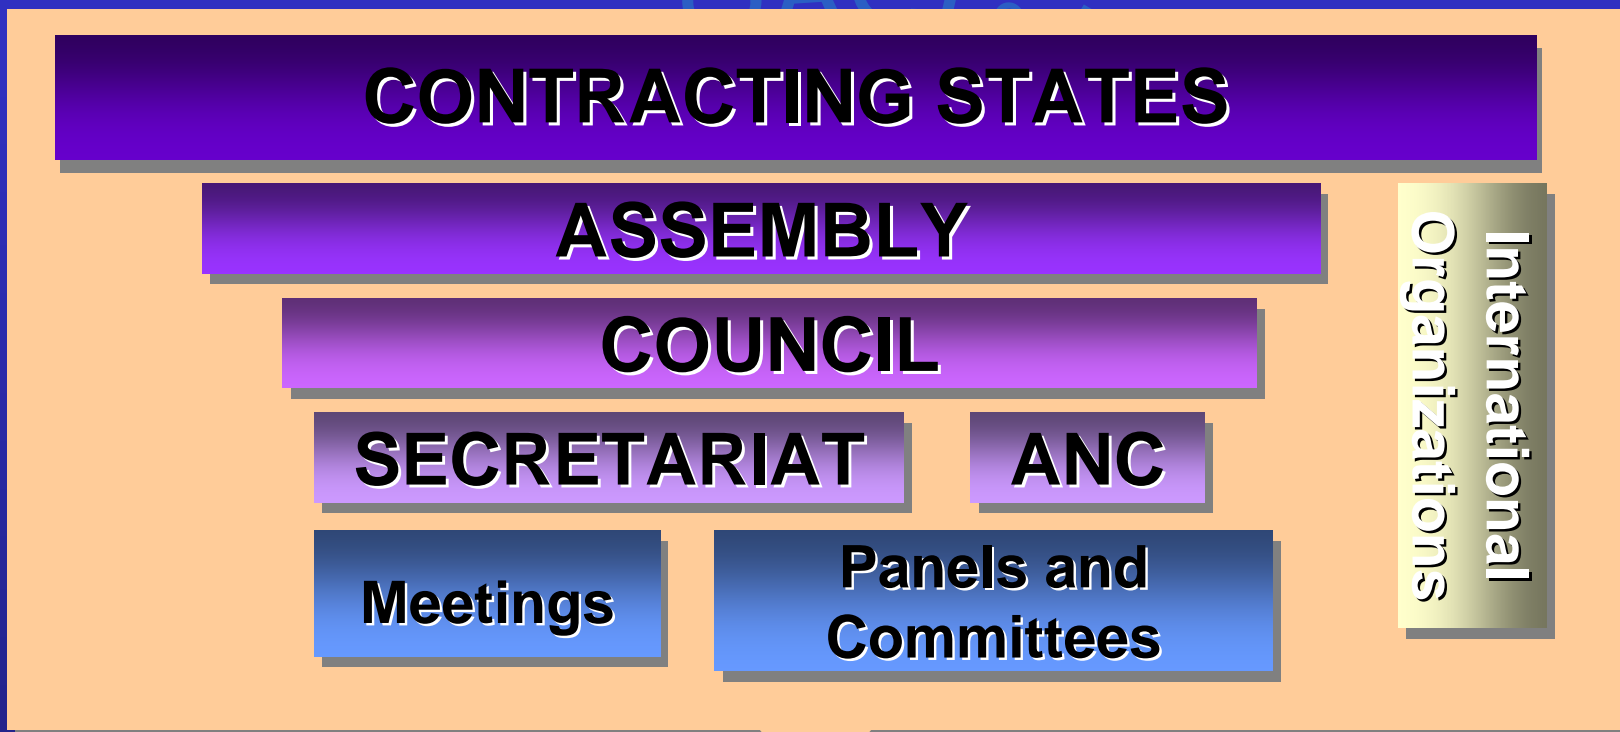 CONTRACTING STATES
ASSEMBLY
COUNCIL
SECRETARIAT
ANC
Meetings
Panels and
Committees
International
Organizations